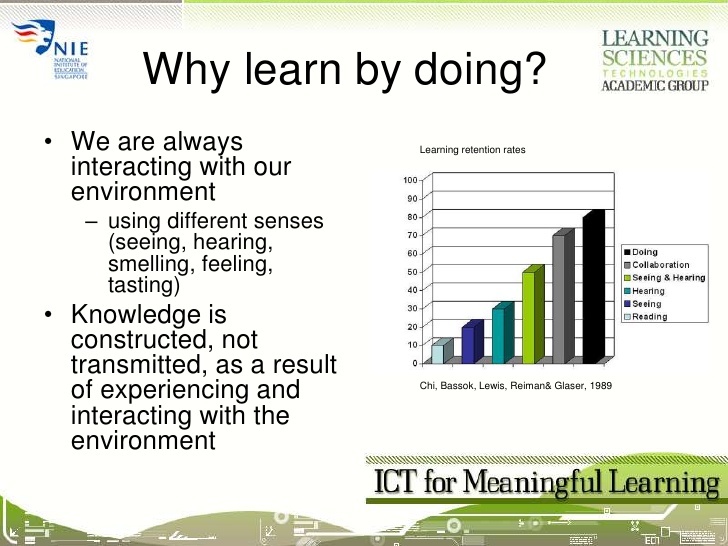 NIE
NATIONAL
INSTITUTE OF
EDUCATION
SINGAPORE
LEARNING
SCIENCES
TECHNOLOGIES
ACADEMIC GROUP
Why learn by doing?
• We are always
interacting with our
environment
– using different senses
(seeing, hearing,
smelling, feeling,
tasting)
• Knowledge is
constructed, not
transmitted, as a result
of experiencing and
interacting with the
environment
Learning retention rates
100
90
80
70
60
50
40
30
20
10
0
Doing
Collaboration
Seeing & Hearing
Hearing
Seeing
Reading
Chi, Bassok, Lewis, Reiman& Glaser, 1989
ICT for Meaningful Learning